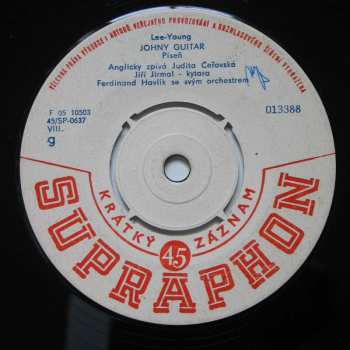 VŠECHNA PRÁVA VÝROBCE I AUTORŮ VEŘEJNÉHO PROVOZOVÁNÍ A ROZHLASOVÉHO ŠÍŘENÍ VYHRAZENA
Lee-Young
JOHNY GUITAR
Píseň
Anglicky zpívá Judita Čeřovská
Jiří Jirmal - kytara
Ferdinand Havlík se svým orchestrem
F 05 10503
45/SP-0637
VIII.
g
013388
KRÁTKÝ 45 ZÁZNAM
SUPRAPHON